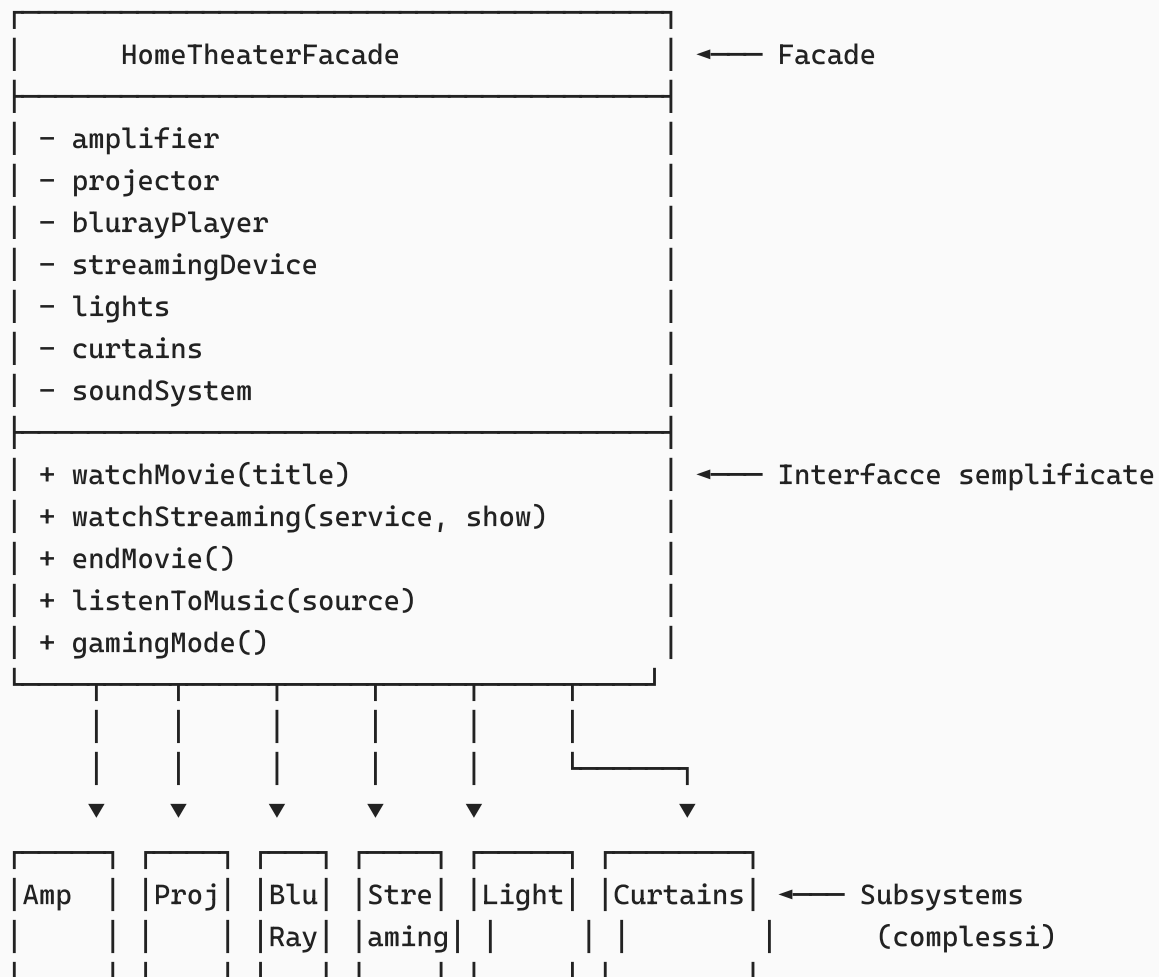 HomeTheaterFacade ◄─── Facade
- amplifier
- projector
- blurayPlayer
- streamingDevice
- lights
- curtains
- soundSystem
+ watchMovie(title) ◄─── Interfacce semplificate
+ watchStreaming(service, show)
+ endMovie()
+ listenToMusic(source)
+ gamingMode()
Amp Proj Blu Stre Light Curtains ◄─── Subsystems
Ray aming (complessi)